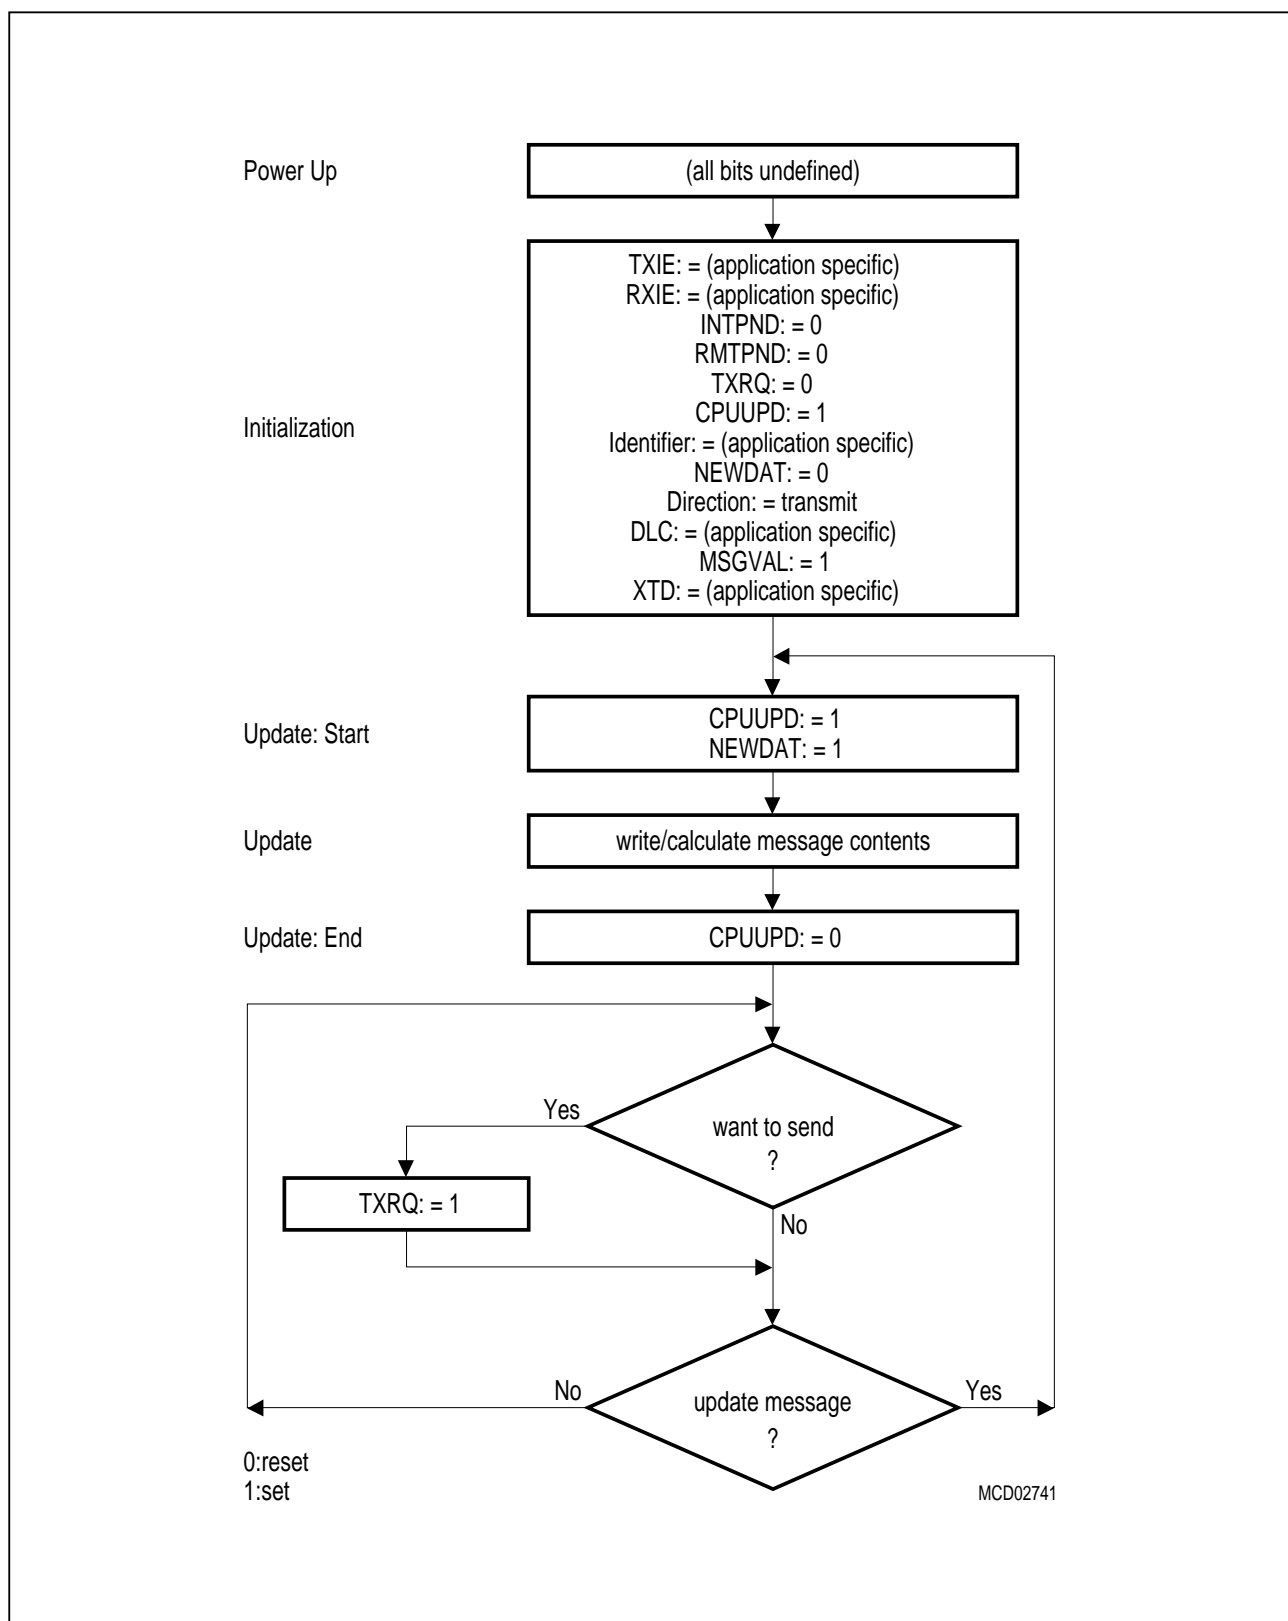 Power Up
(all bits undefined)
Initialization
TXIE: = (application specific)
RXIE: = (application specific)
INTPND: = 0
RMTPND: = 0
TXRQ: = 0
CPUUPD: = 1
Identifier: = (application specific)
NEWDAT: = 0
Direction: = transmit
DLC: = (application specific)
MSGVAL: = 1
XTD: = (application specific)
Update: Start
CPUUPD: = 1
NEWDAT: = 1
Update
write/calculate message contents
Update: End
CPUUPD: = 0
want to send
?
Yes
TXRQ: = 1
No
update message
?
No
Yes
0:reset
1:set
MCD02741